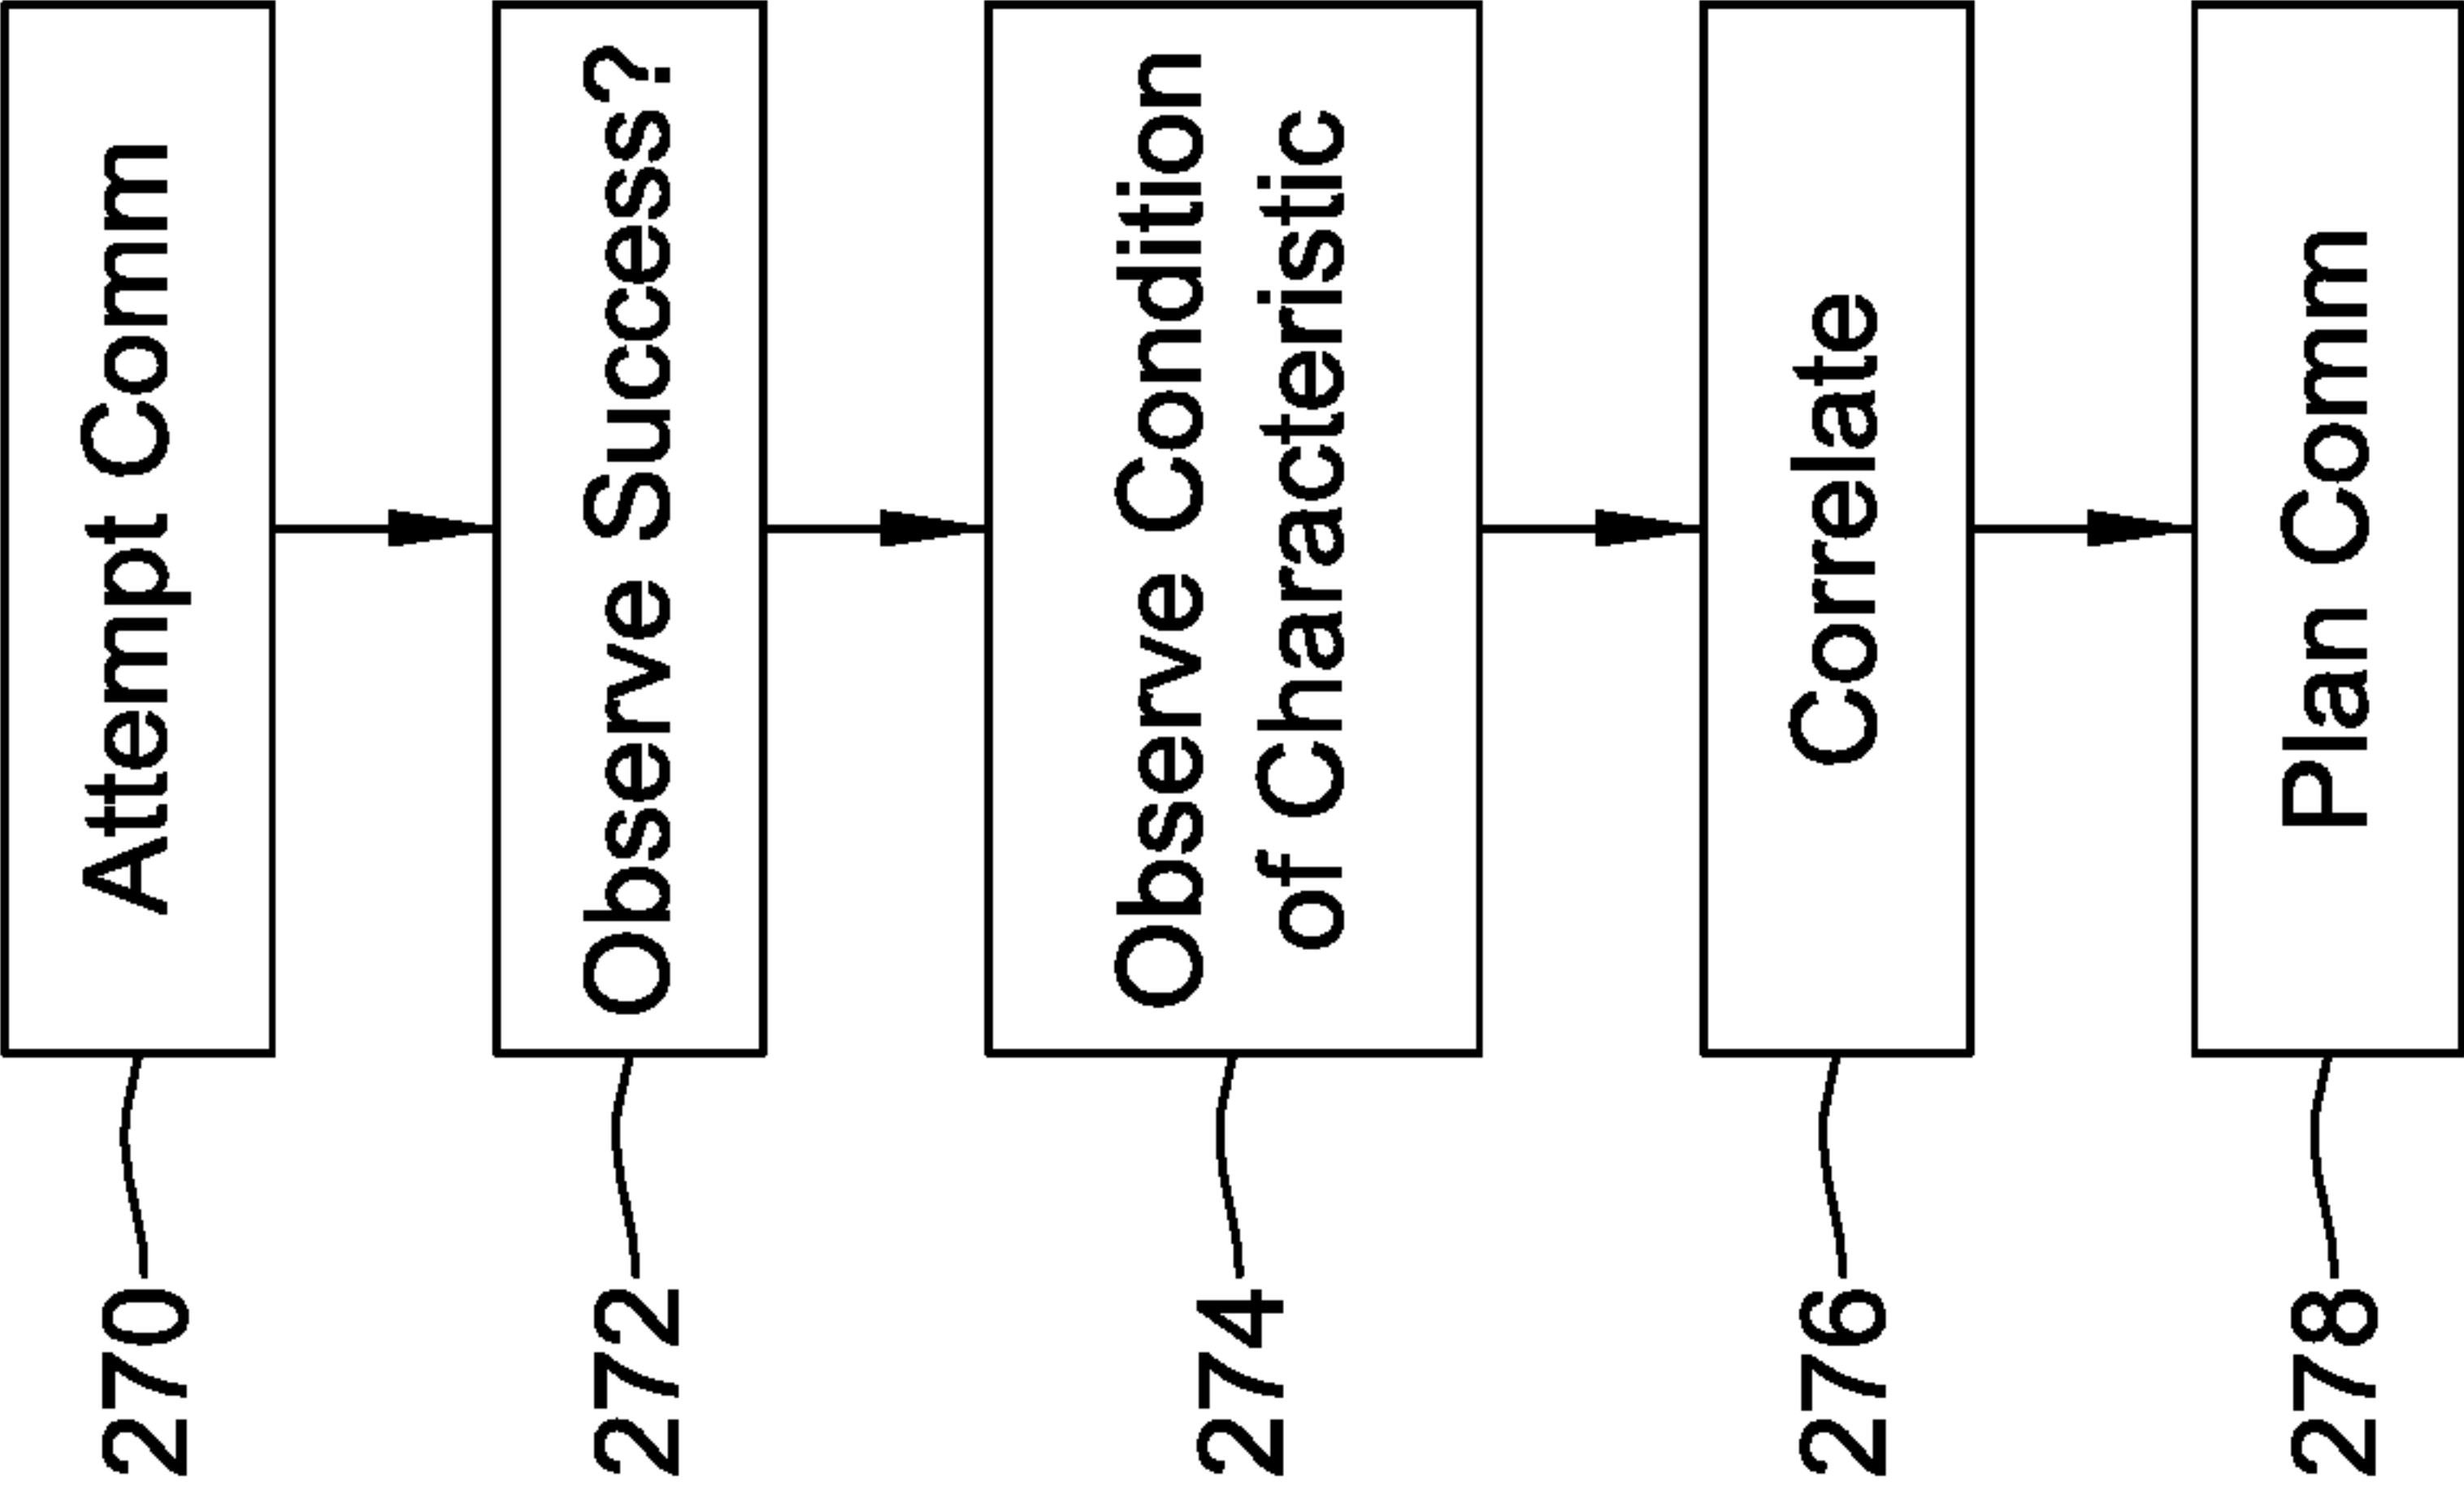 270
Attempt Comm
272
Observe Success?
274
Observe Condition
of Characteristic
276
Correlate
278
Plan Comm